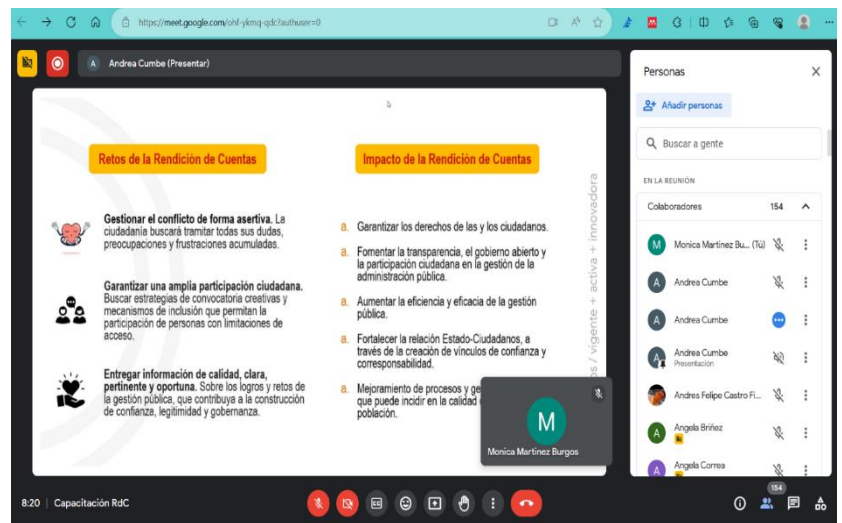 https://meet.google.com/ohf-ykmq-qdc?authuser=0
A Andrea Cumbe (Presentar)
Retos de la Rendición de Cuentas
Gestionar el conflicto de forma asertiva. La
ciudadanía buscará tramitar todas sus dudas,
preocupaciones y frustraciones acumuladas.
Garantizar una amplia participación ciudadana.
Buscar estrategias de convocatoria creativas y
mecanismos de inclusión que permitan la
participación de personas con limitaciones de
acceso.
Entregar información de calidad, clara,
pertinente y oportuna. Sobre los logros y retos de
la gestión pública, que contribuya a la construcción
de confianza, legitimidad y gobernanza.
Impacto de la Rendición de Cuentas
a. Garantizar los derechos de las y los ciudadanos.
a. Fomentar la transparencia, el gobierno abierto y
la participación ciudadana en la gestión de la
administración pública.
a. Aumentar la eficiencia y eficacia de la gestión
pública.
a. Fortalecer la relación Estado-Ciudadanos, a
través de la creación de vínculos de confianza y
corresponsabilidad.
a. Mejoramiento de procesos y ge
que puede incidir en la calidad
población.
/ vigente + activa + innovadora
M
Monica Martinez Burgos
Personas
Añadir personas
Buscar a gente
EN LA REUNIÓN
Colaboradores 154
M Monica Martinez Bu... (Tú)
A Andrea Cumbe
A Andrea Cumbe
A Andrea Cumbe
Presentación
Andres Felipe Castro Fi...
A Angela Briñez
A Angela Correa
8:20 | Capacitación RdC
154